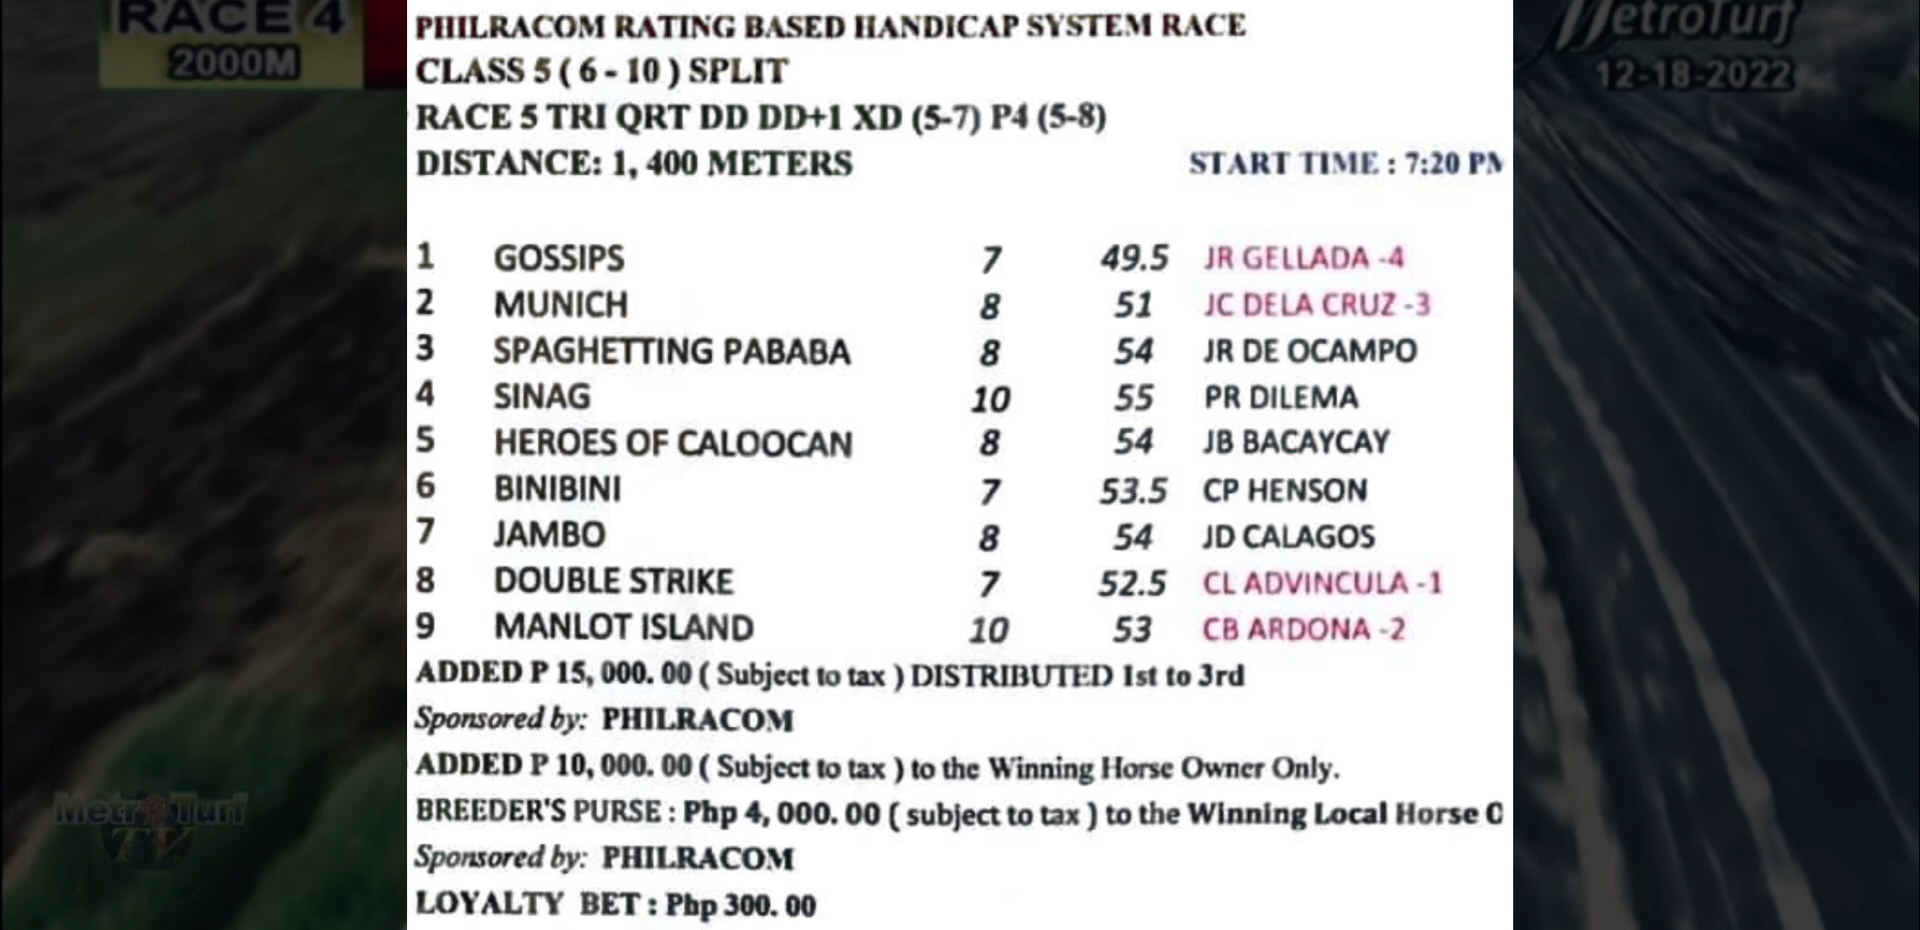 RACE 4
2000M
MetroTurf
12-18-2022
PHILRACOM RATING BASED HANDICAP SYSTEM RACE
CLASS 5 ( 6 - 10 ) SPLIT
RACE 5 TRI QRT DD DD+1 XD (5-7) P4 (5-8)
DISTANCE: 1, 400 METERS START TIME : 7:20 PM
1 GOSSIPS 7 49.5 JR GELLADA -4
2 MUNICH 8 51 JC DELA CRUZ -3
3 SPAGHETTING PABABA 8 54 JR DE OCAMPO
4 SINAG 10 55 PR DILEMA
5 HEROES OF CALOOCAN 8 54 JB BACAYCAY
6 BINIBINI 7 53.5 CP HENSON
7 JAMBO 8 54 JD CALAGOS
8 DOUBLE STRIKE 7 52.5 CL ADVINCULA -1
9 MANLOT ISLAND 10 53 CB ARDONA -2
ADDED P 15, 000. 00 ( Subject to tax ) DISTRIBUTED 1st to 3rd
Sponsored by: PHILRACOM
ADDED P 10, 000. 00 ( Subject to tax ) to the Winning Horse Owner Only.
BREEDER'S PURSE : Php 4, 000. 00 ( subject to tax ) to the Winning Local Horse O
Sponsored by: PHILRACOM
LOYALTY BET : Php 300. 00
MetroTurf
TV